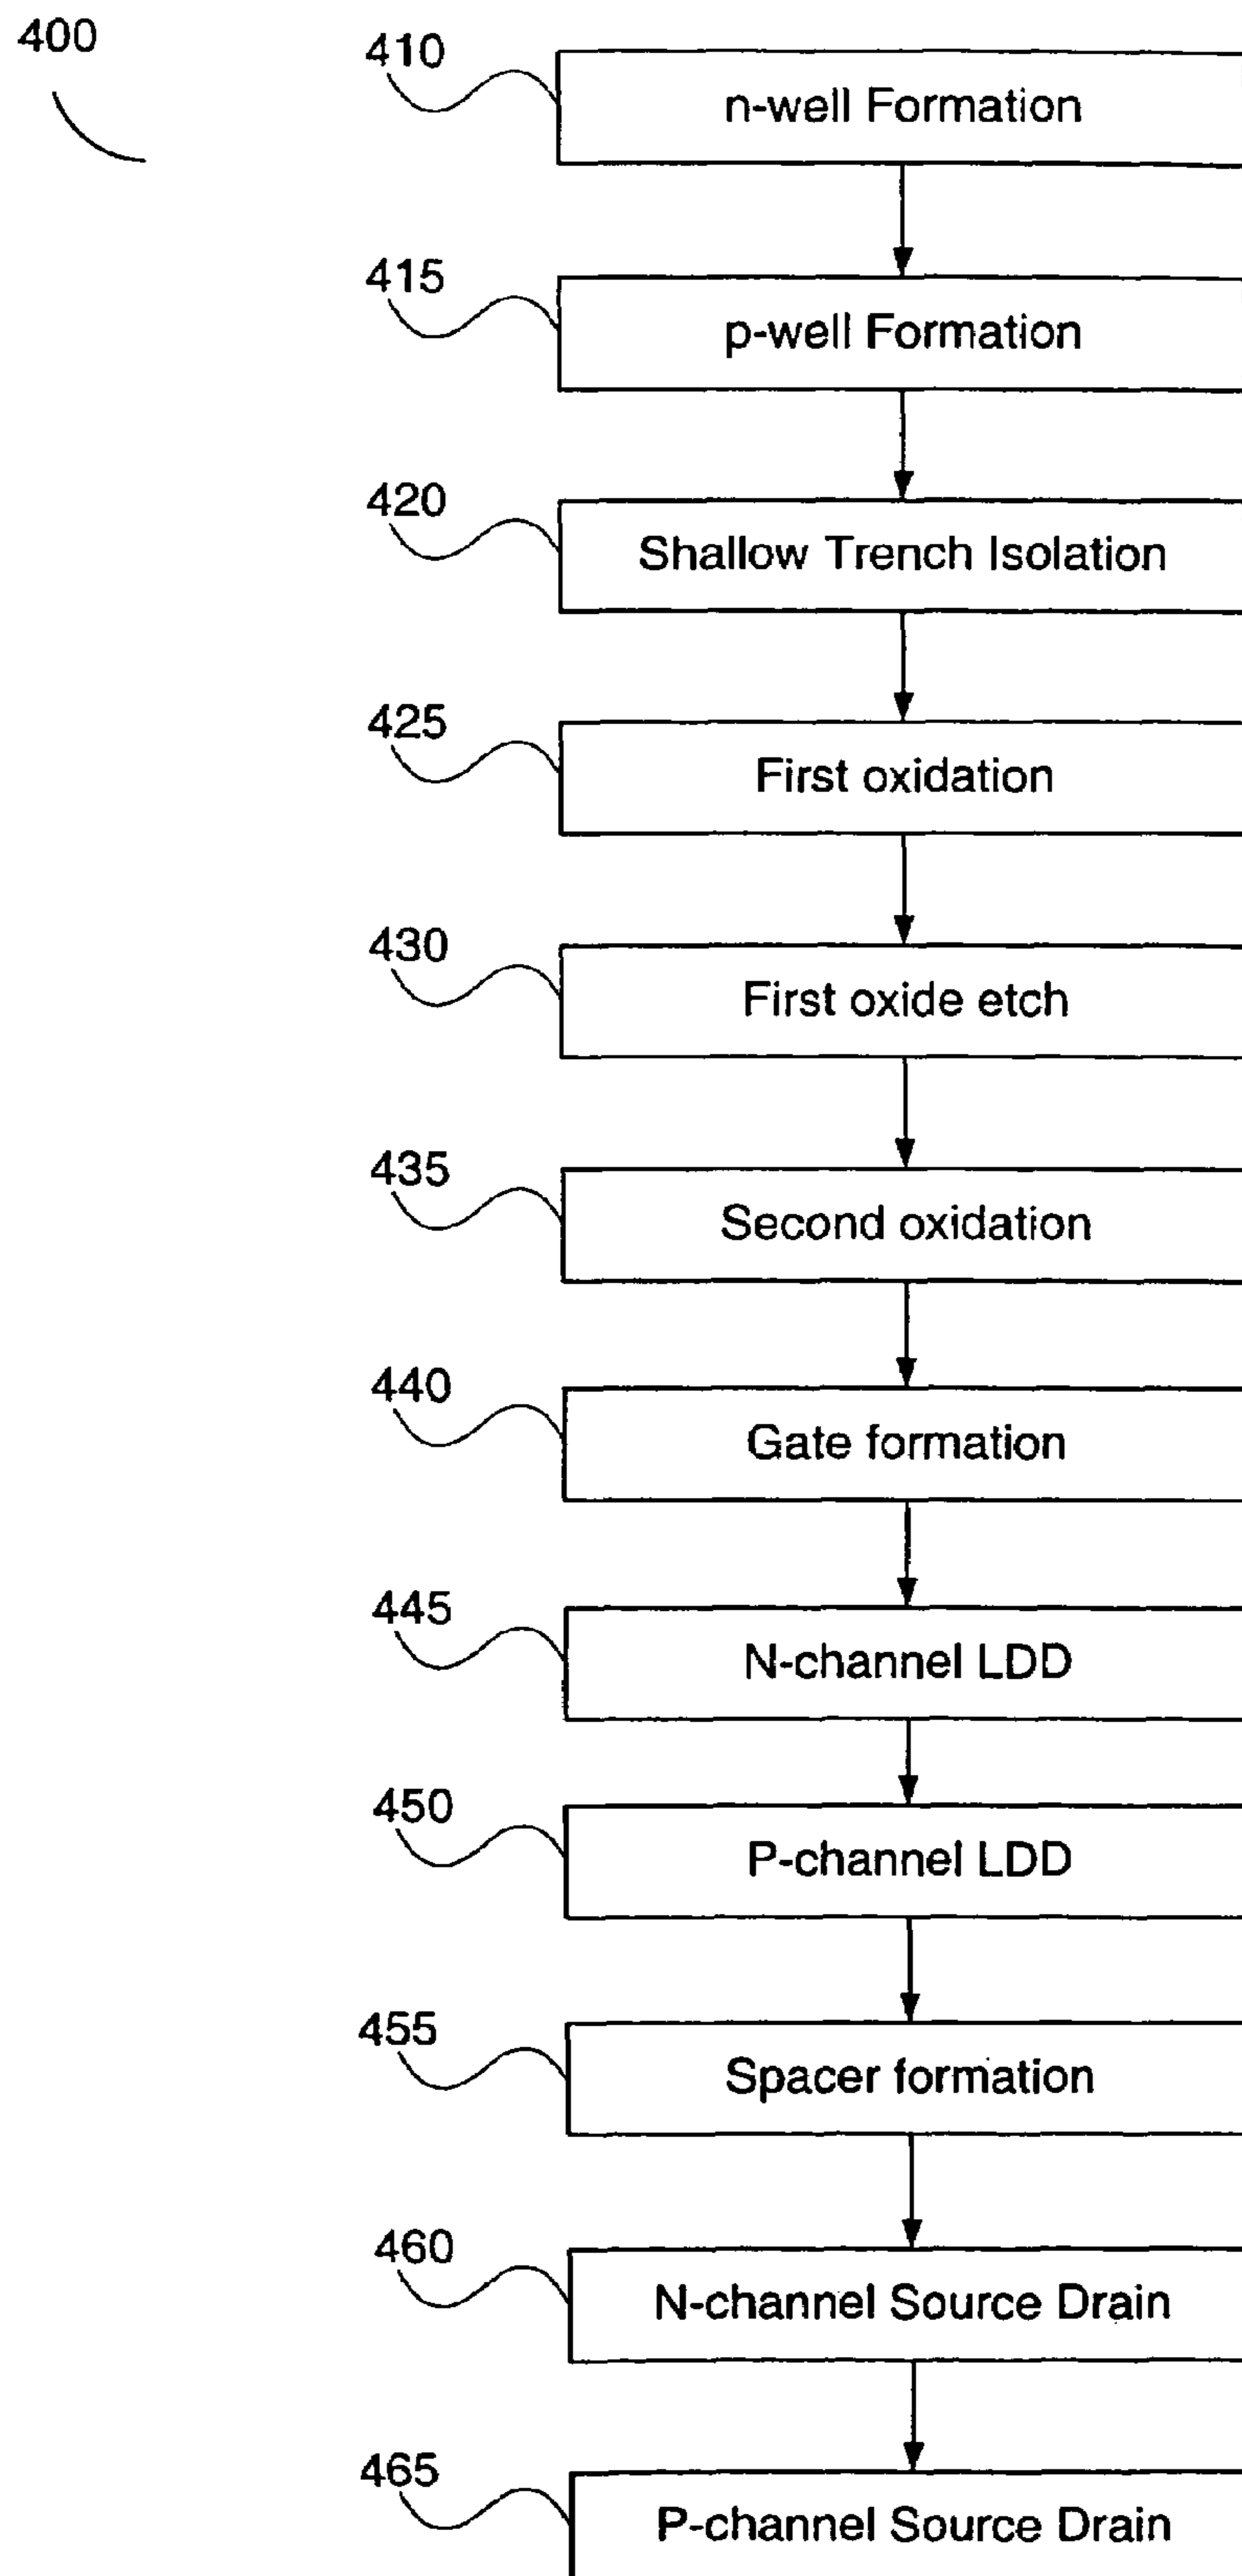 400
410
n-well Formation
415
p-well Formation
420
Shallow Trench Isolation
425
First oxidation
430
First oxide etch
435
Second oxidation
440
Gate formation
445
N-channel LDD
450
P-channel LDD
455
Spacer formation
460
N-channel Source Drain
465
P-channel Source Drain